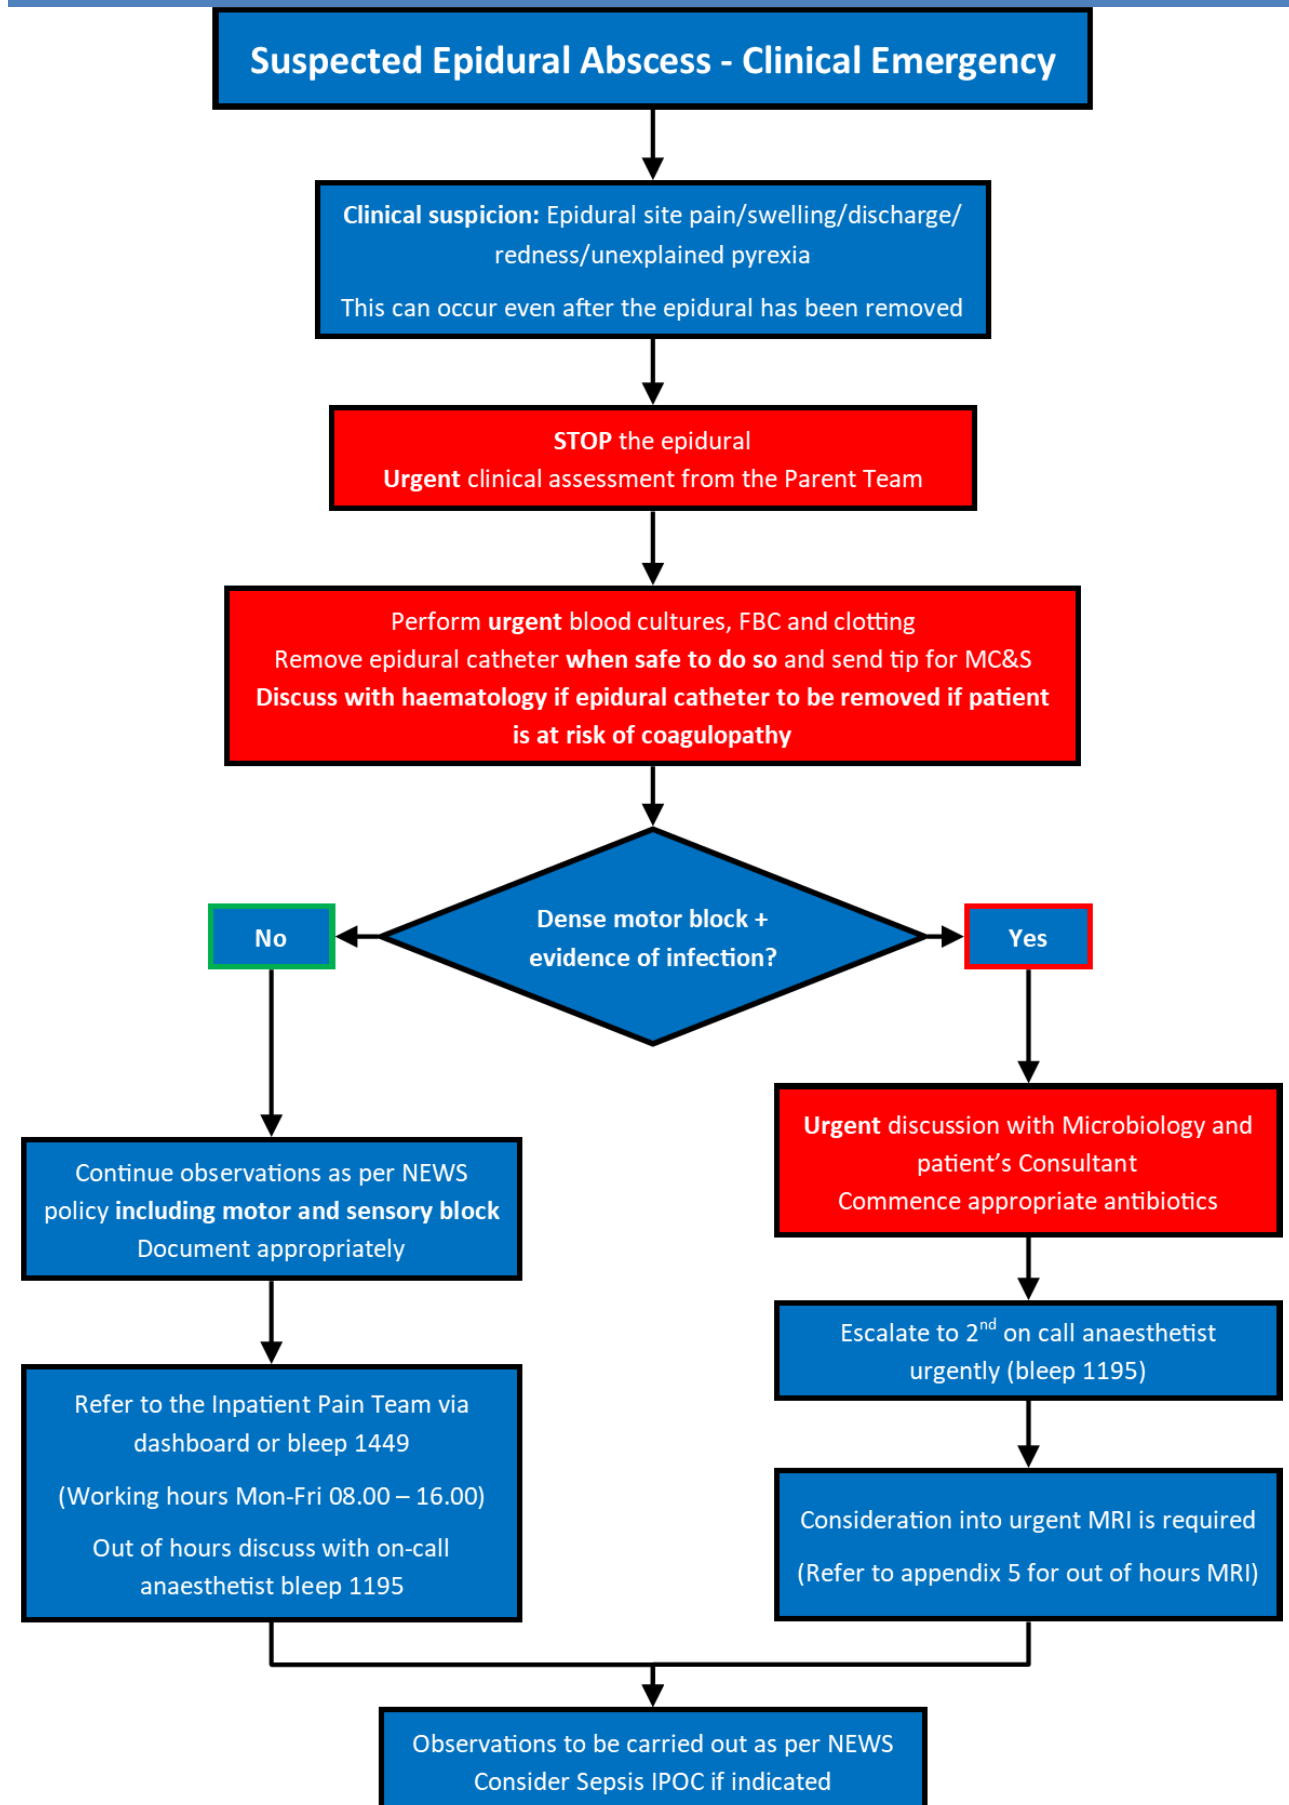 Suspected Epidural Abscess - Clinical Emergency
Clinical suspicion: Epidural site pain/swelling/discharge/
redness/unexplained pyrexia
This can occur even after the epidural has been removed
STOP the epidural
Urgent clinical assessment from the Parent Team
Perform urgent blood cultures, FBC and clotting
Remove epidural catheter when safe to do so and send tip for MC&S
Discuss with haematology if epidural catheter to be removed if patient
is at risk of coagulopathy
Dense motor block +
evidence of infection?
No
Yes
Continue observations as per NEWS
policy including motor and sensory block
Document appropriately
Refer to the Inpatient Pain Team via
dashboard or bleep 1449
(Working hours Mon-Fri 08.00 – 16.00)
Out of hours discuss with on-call
anaesthetist bleep 1195
Urgent discussion with Microbiology and
patient’s Consultant
Commence appropriate antibiotics
Escalate to 2nd on call anaesthetist
urgently (bleep 1195)
Consideration into urgent MRI is required
(Refer to appendix 5 for out of hours MRI)
Observations to be carried out as per NEWS
Consider Sepsis IPOC if indicated